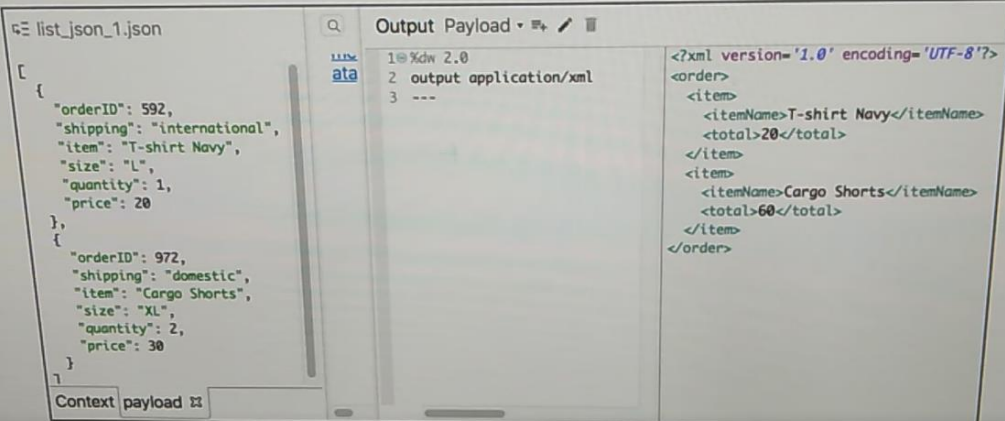 list_json_1.json
[
{
"orderID": 592,
"shipping": "international",
"item": "T-shirt Navy",
"size": "L",
"quantity": 1,
"price": 20
},
{
"orderID": 972,
"shipping": "domestic",
"item": "Cargo Shorts",
"size": "XL",
"quantity": 2,
"price": 30
}
]
Context payload
ata
Output Payload
1 %dw 2.0
2 output application/xml
3 ---
<?xml version='1.0' encoding='UTF-8'?>
<order>
<item>
<itemName>T-shirt Navy</itemName>
<total>20</total>
</item>
<item>
<itemName>Cargo Shorts</itemName>
<total>60</total>
</item>
</order>